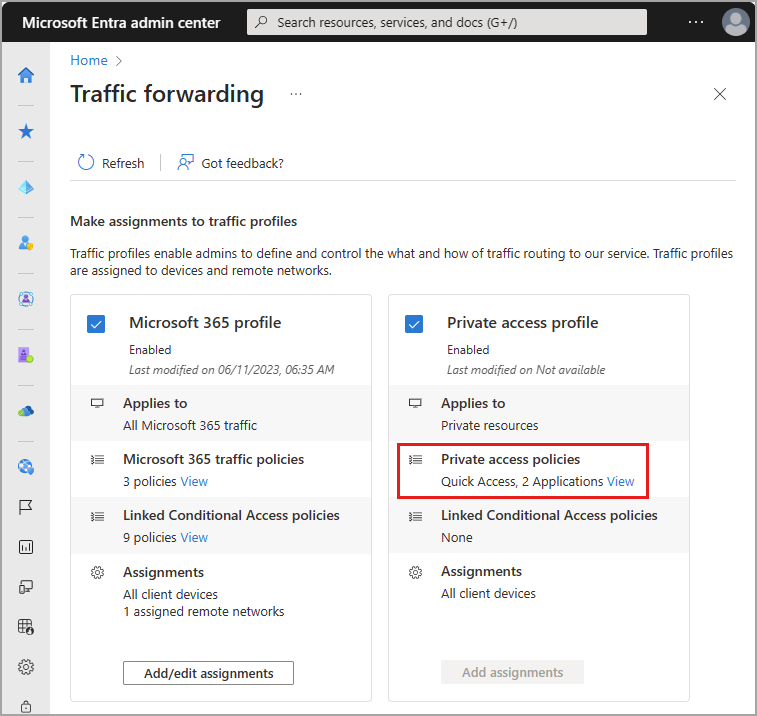 Microsoft Entra admin center
Search resources, services, and docs (G+/)
...
Home >
Traffic forwarding ...
Refresh
Got feedback?
Make assignments to traffic profiles
Traffic profiles enable admins to define and control the what and how of traffic routing to our service. Traffic profiles
are assigned to devices and remote networks.
Microsoft 365 profile
Enabled
Last modified on 06/11/2023, 06:35 AM
Applies to
All Microsoft 365 traffic
Microsoft 365 traffic policies
3 policies View
Linked Conditional Access policies
9 policies View
Assignments
All client devices
1 assigned remote networks
Add/edit assignments
Private access profile
Enabled
Last modified on Not available
Applies to
Private resources
Private access policies
Quick Access, 2 Applications View
Linked Conditional Access policies
None
Assignments
All client devices
Add assignments